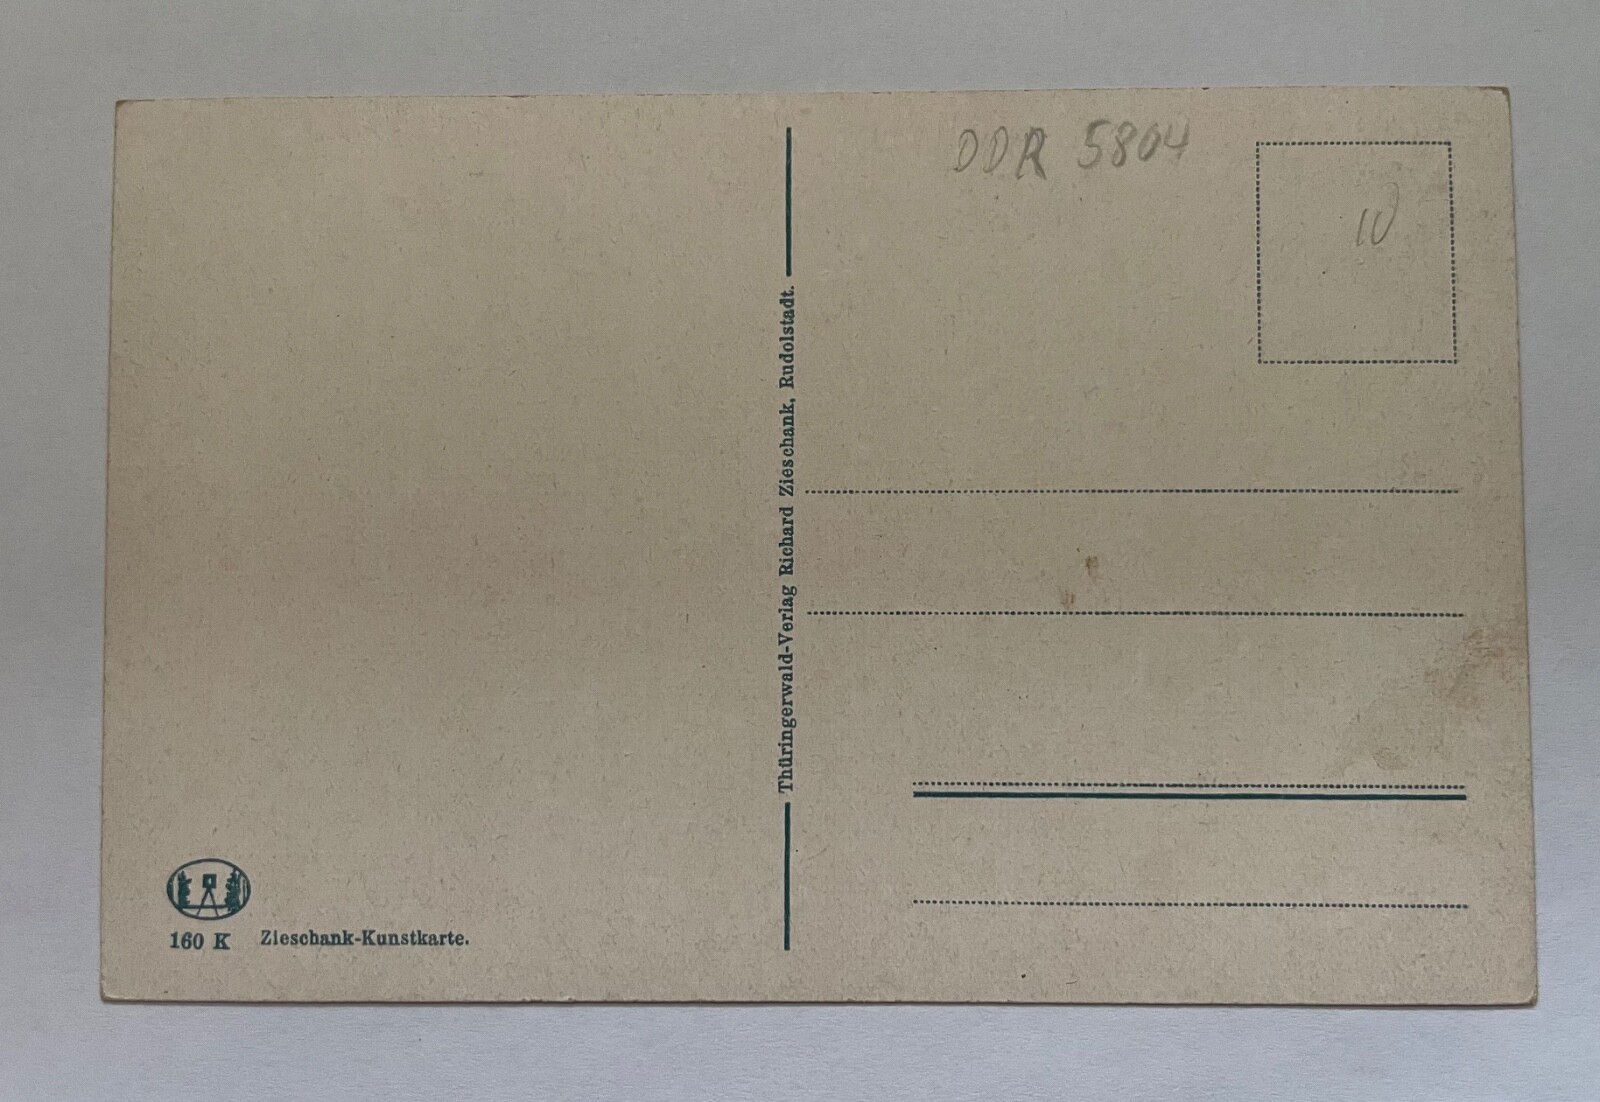 DDR 5804
10
Thüringerwald-Verlag Richard Zieschank, Rudolstadt.
160 K Zieschank-Kunstkarte.